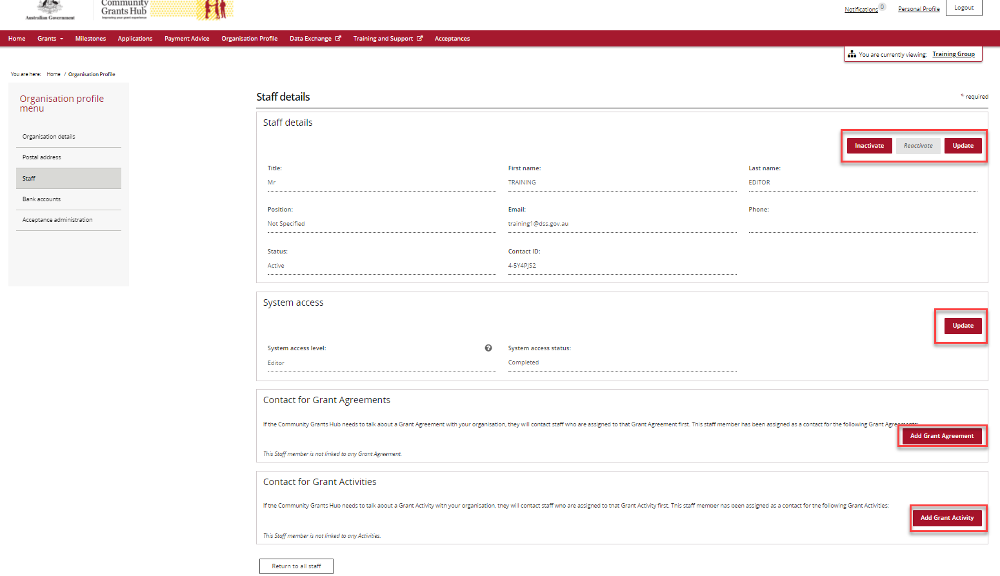 Australian Government
Community
Grants Hub
Improving your grant experience
Notifications 0
Personal Profile
Logout
Home
Grants
Milestones
Applications
Payment Advice
Organisation Profile
Data Exchange
Training and Support
Acceptances
You are currently viewing: Training Group
You are here: Home / Organisation Profile
Organisation profile
menu
Organisation details
Postal address
Staff
Bank accounts
Acceptance administration
Staff details
* required
Staff details
Inactivate
Reactivate
Update
Title:
Mr
First name:
TRAINING
Last name:
EDITOR
Position:
Not Specified
Email:
training1@dss.gov.au
Phone:
Status:
Active
Contact ID:
4-5Y4PJS2
System access
Update
System access level:
?
Editor
System access status:
Completed
Contact for Grant Agreements
If the Community Grants Hub needs to talk about a Grant Agreement with your organisation, they will contact staff who are assigned to that Grant Agreement first. This staff member has been assigned as a contact for the following Grant Agreements:
Add Grant Agreement
This Staff member is not linked to any Grant Agreement.
Contact for Grant Activities
If the Community Grants Hub needs to talk about a Grant Activity with your organisation, they will contact staff who are assigned to that Grant Activity first. This staff member has been assigned as a contact for the following Grant Activities:
Add Grant Activity
This Staff member is not linked to any Activities.
Return to all staff